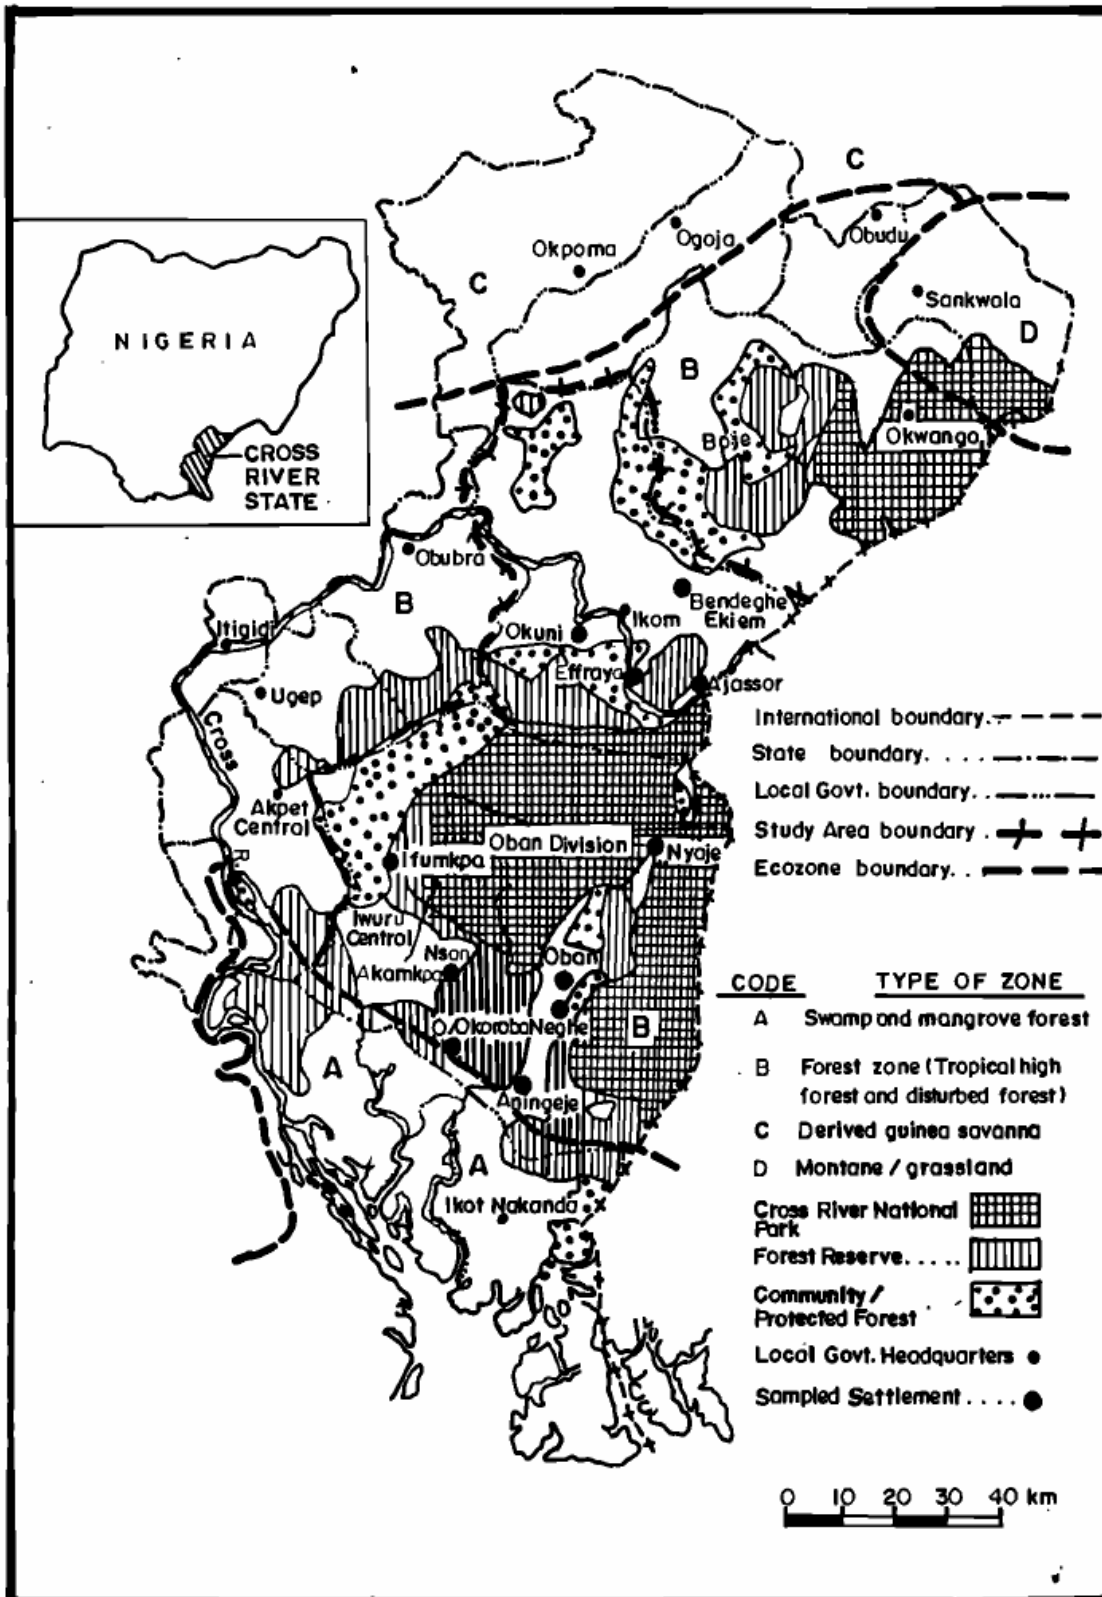 C
Obudu
Ogoja
Okpoma
C
Sankwala
D
NIGERIA
CROSS
RIVER
STATE
B
Boje
Okwango
Obubra
B
Bendeghe
Ekiem
Itigidi
Ikom
Okuni
Effraya
Ajassor
Ugep
Cross
R.
Akpet
Central
Oban Division
Nyaje
Ifumkpa
Iwuru
Central
Nsan
Akamkpa
Oban
Okoroba
Neghe
B
A
Aningeje
A
Ikot Nakanda
International boundary..
State boundary....
Local Govt. boundary..
Study Area boundary .
Ecozone boundary...
CODE TYPE OF ZONE
A Swamp and mangrove forest
B Forest zone (Tropical high
forest and disturbed forest)
C Derived guinea savanna
D Montane / grassland
Cross River National
Park
Forest Reserve.....
Community /
Protected Forest
Local Govt. Headquarters
Sampled Settlement....
0 10 20 30 40 km